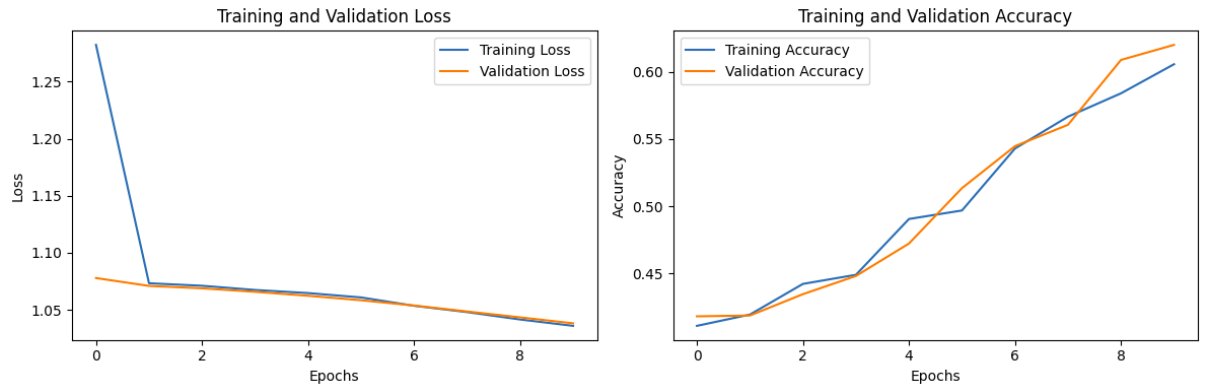 Training and Validation Loss
Training Loss
Validation Loss
1.25
1.20
1.15
1.10
1.05
Loss
0 2 4 6 8
Epochs
Training and Validation Accuracy
Training Accuracy
Validation Accuracy
0.60
0.55
0.50
0.45
Accuracy
0 2 4 6 8
Epochs